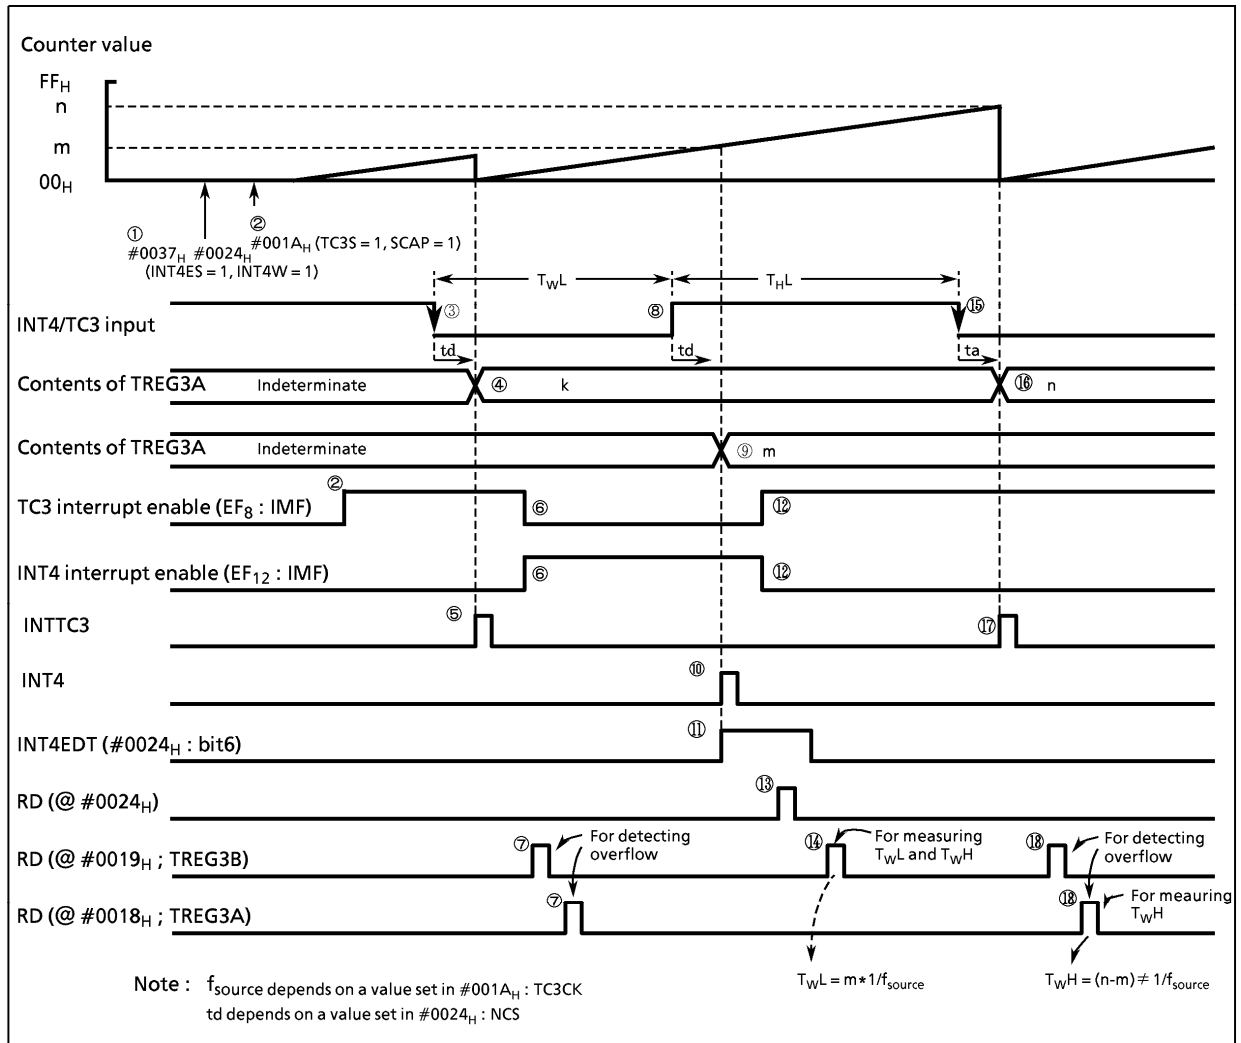 Counter value
FFH
n
m
00H
①
②
#0037H #0024H #001AH (TC3S = 1, SCAP = 1)
(INT4ES = 1, INT4W = 1)
TWL
THL
INT4/TC3 input
③
⑧
⑮
td
td
ta
Contents of TREG3A
Indeterminate
④
k
⑯
n
Contents of TREG3A
Indeterminate
⑨
m
②
TC3 interrupt enable (EF8 : IMF)
⑥
⑫
INT4 interrupt enable (EF12 : IMF)
⑥
⑫
INTTC3
⑤
⑰
INT4
⑩
INT4EDT (#0024H : bit6)
⑪
RD (@ #0024H)
⑬
RD (@ #0019H ; TREG3B)
⑦
For detecting
overflow
⑭
For measuring
TWL and TWH
⑱
For detecting
overflow
RD (@ #0018H ; TREG3A)
⑦
⑱
For meauring
TWH
TWL = m*1/fsource
TWH = (n-m) ≠ 1/fsource
Note : fsource depends on a value set in #001AH : TC3CK
td depends on a value set in #0024H : NCS